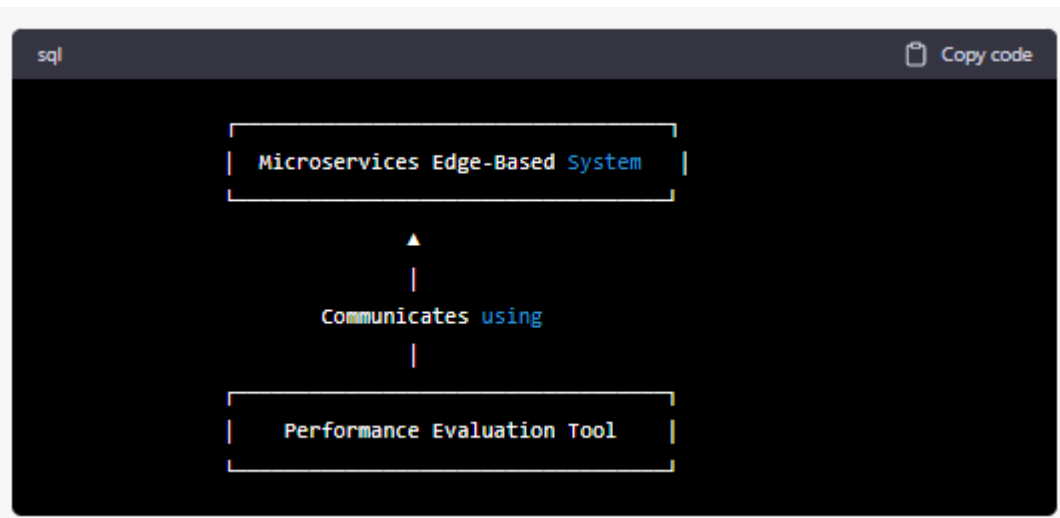 sql Copy code
Microservices Edge-Based System
Communicates using
Performance Evaluation Tool